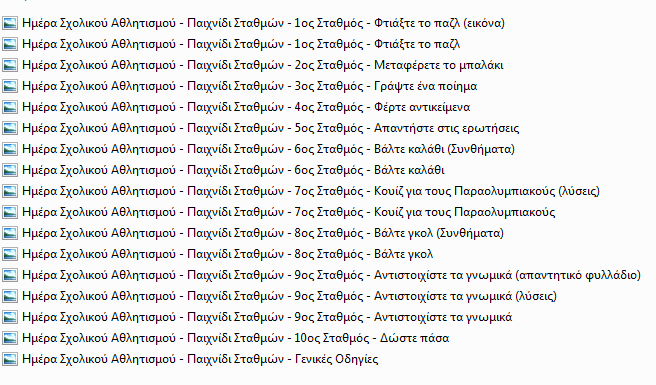 Ημέρα Σχολικού Αθλητισμού - Παιχνίδι Σταθμών - 1ος Σταθμός - Φτιάξτε το παζλ (εικόνα)
Ημέρα Σχολικού Αθλητισμού - Παιχνίδι Σταθμών - 1ος Σταθμός - Φτιάξτε το παζλ
Ημέρα Σχολικού Αθλητισμού - Παιχνίδι Σταθμών - 2ος Σταθμός - Μεταφέρετε το μπαλάκι
Ημέρα Σχολικού Αθλητισμού - Παιχνίδι Σταθμών - 3ος Σταθμός - Γράψτε ένα ποίημα
Ημέρα Σχολικού Αθλητισμού - Παιχνίδι Σταθμών - 4ος Σταθμός - Φέρτε αντικείμενα
Ημέρα Σχολικού Αθλητισμού - Παιχνίδι Σταθμών - 5ος Σταθμός - Απαντήστε στις ερωτήσεις
Ημέρα Σχολικού Αθλητισμού - Παιχνίδι Σταθμών - 6ος Σταθμός - Βάλτε καλάθι (Συνθήματα)
Ημέρα Σχολικού Αθλητισμού - Παιχνίδι Σταθμών - 6ος Σταθμός - Βάλτε καλάθι
Ημέρα Σχολικού Αθλητισμού - Παιχνίδι Σταθμών - 7ος Σταθμός - Κουίζ για τους Παραολυμπιακούς (λύσεις)
Ημέρα Σχολικού Αθλητισμού - Παιχνίδι Σταθμών - 7ος Σταθμός - Κουίζ για τους Παραολυμπιακούς
Ημέρα Σχολικού Αθλητισμού - Παιχνίδι Σταθμών - 8ος Σταθμός - Βάλτε γκολ (Συνθήματα)
Ημέρα Σχολικού Αθλητισμού - Παιχνίδι Σταθμών - 8ος Σταθμός - Βάλτε γκολ
Ημέρα Σχολικού Αθλητισμού - Παιχνίδι Σταθμών - 9ος Σταθμός - Αντιστοιχίστε τα γνωμικά (απαντητικό φυλλάδιο)
Ημέρα Σχολικού Αθλητισμού - Παιχνίδι Σταθμών - 9ος Σταθμός - Αντιστοιχίστε τα γνωμικά (λύσεις)
Ημέρα Σχολικού Αθλητισμού - Παιχνίδι Σταθμών - 9ος Σταθμός - Αντιστοιχίστε τα γνωμικά
Ημέρα Σχολικού Αθλητισμού - Παιχνίδι Σταθμών - 10ος Σταθμός - Δώστε πάσα
Ημέρα Σχολικού Αθλητισμού - Παιχνίδι Σταθμών - Γενικές Οδηγίες